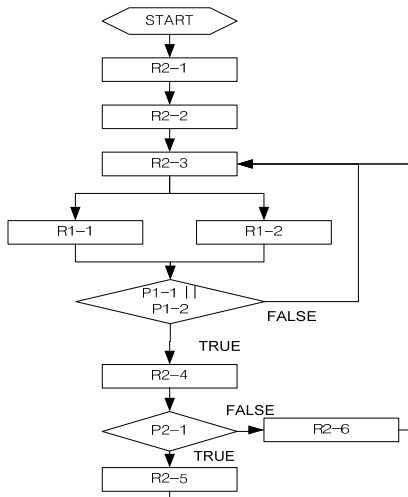 START
R2-1
R2-2
R2-3
R1-1
R1-2
P1-1 ||
P1-2
FALSE
TRUE
R2-4
FALSE
P2-1
R2-6
TRUE
R2-5